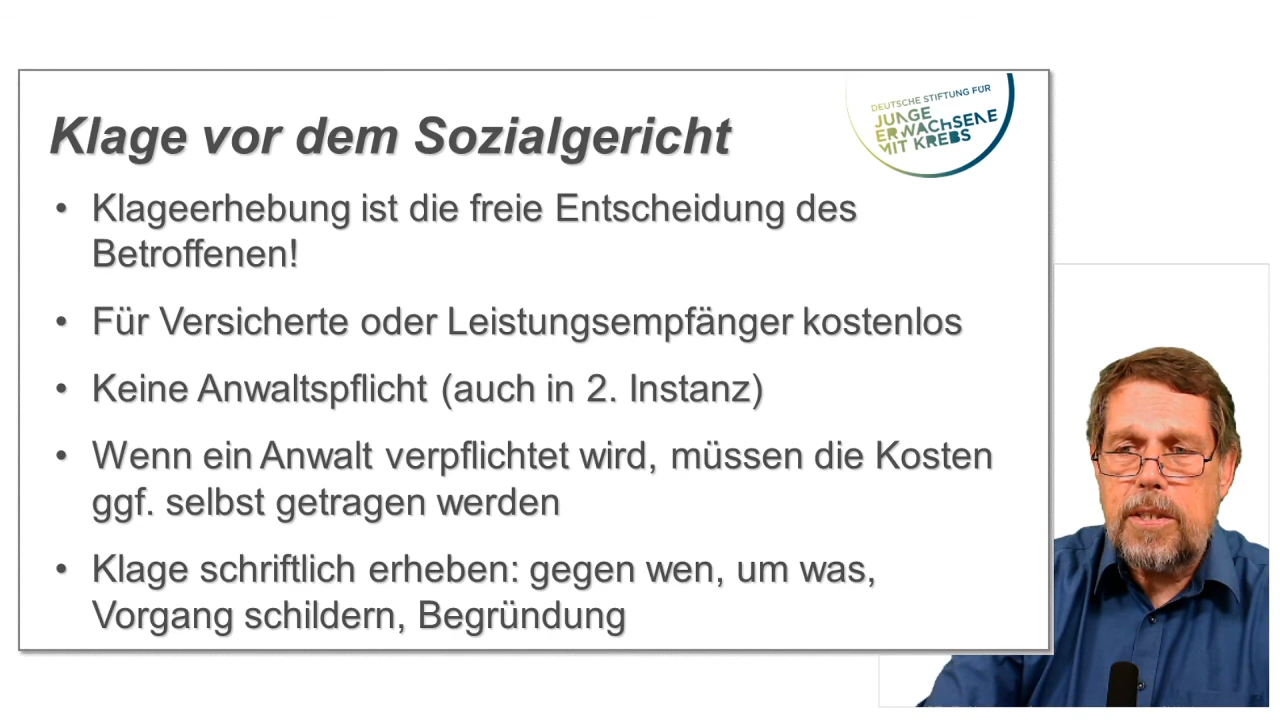 DEUTSCHE STIFTUNG FÜR
JUNGE
ERWACHSENE
MIT KREBS
Klage vor dem Sozialgericht
• Klageerhebung ist die freie Entscheidung des
Betroffenen!
• Für Versicherte oder Leistungsempfänger kostenlos
• Keine Anwaltspflicht (auch in 2. Instanz)
• Wenn ein Anwalt verpflichtet wird, müssen die Kosten
ggf. selbst getragen werden
• Klage schriftlich erheben: gegen wen, um was,
Vorgang schildern, Begründung